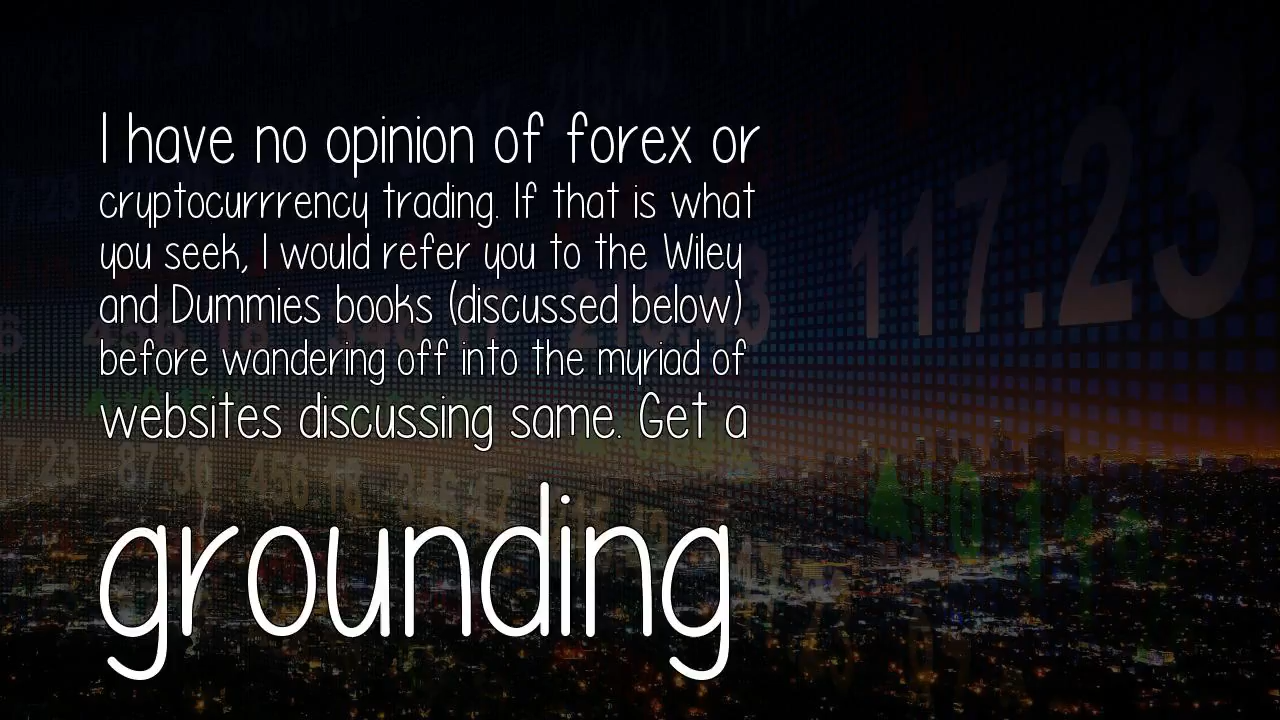 I have no opinion of forex or
cryptocurrrency trading. If that is what
you seek, I would refer you to the Wiley
and Dummies books (discussed below)
before wandering off into the myriad of
websites discussing same. Get a
grounding
117.23